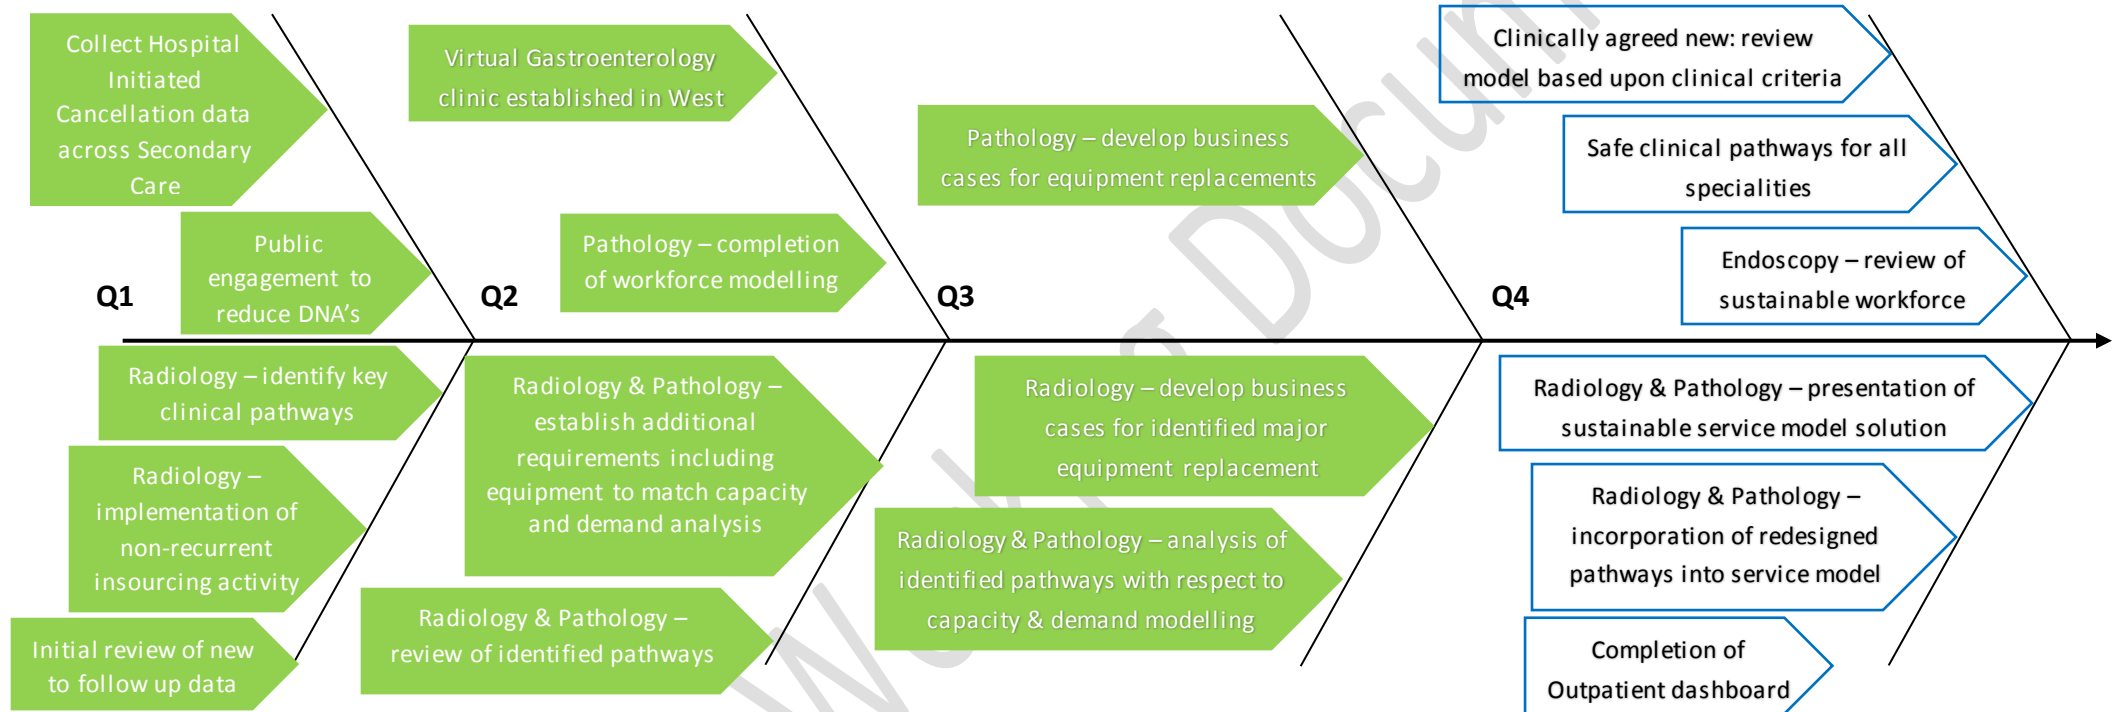 Collect Hospital
Initiated
Cancellation data
across Secondary
Care
Public
engagement to
reduce DNA's
Q1
Radiology – identify key
clinical pathways
Radiology –
implementation of
non-recurrent
insourcing activity
Initial review of new
to follow up data
Virtual Gastroenterology
clinic established in West
Pathology – completion
of workforce modelling
Q2
Radiology & Pathology –
establish additional
requirements including
equipment to match capacity
and demand analysis
Radiology & Pathology –
review of identified pathways
Pathology – develop business
cases for equipment replacements
Q3
Radiology – develop business
cases for identified major
equipment replacement
Radiology & Pathology – analysis of
identified pathways with respect to
capacity & demand modelling
Clinically agreed new: review
model based upon clinical criteria
Safe clinical pathways for all
specialities
Endoscopy – review of
sustainable workforce
Q4
Radiology & Pathology – presentation of
sustainable service model solution
Radiology & Pathology –
incorporation of redesigned
pathways into service model
Completion of
Outpatient dashboard